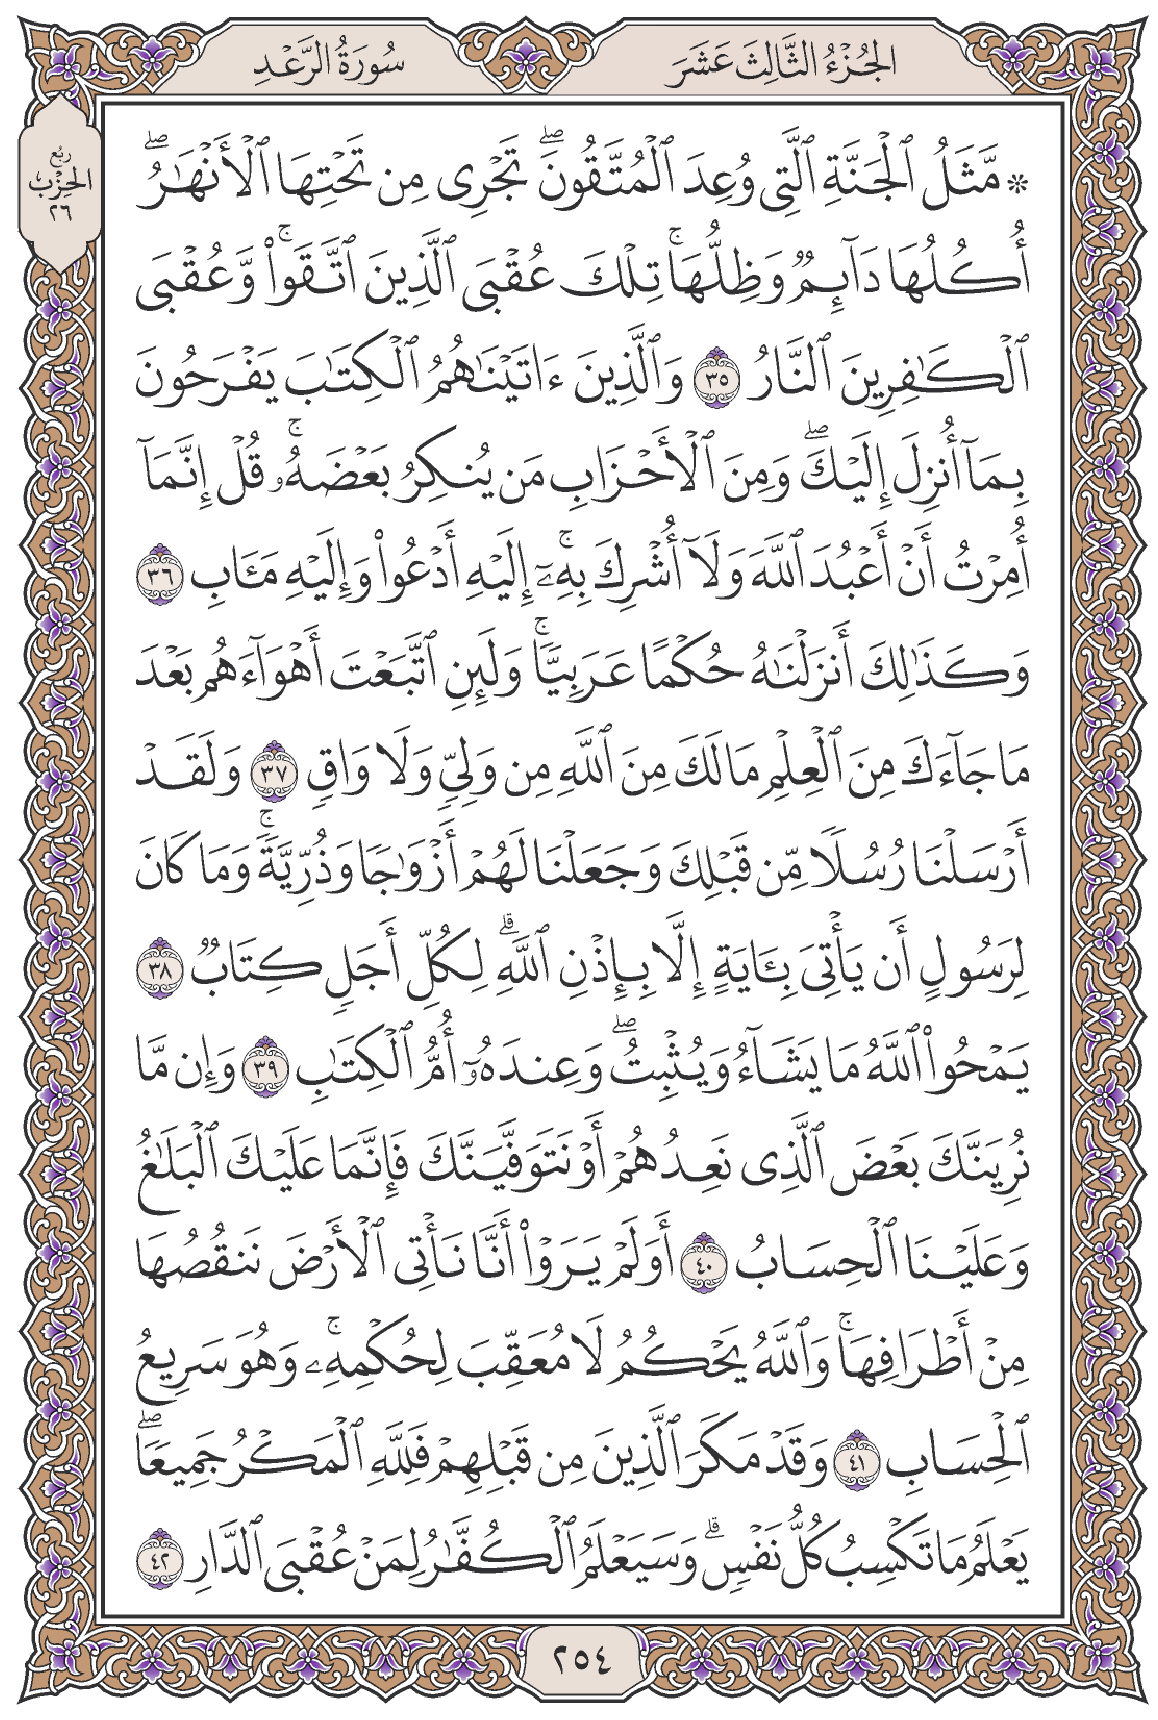 الجُزْءُ الثَّالِثَ عَشَرَ
سُورَةُ الرَّعْدِ
رُبْع
الحِزْب
٢٦
۞ مَّثَلُ ٱلْجَنَّةِ ٱلَّتِى وُعِدَ ٱلْمُتَّقُونَ ۖ تَجْرِى مِن تَحْتِهَا ٱلْأَنْهَـٰرُ ۖ
أُكُلُهَا دَآئِمٌ وَظِلُّهَا ۚ تِلْكَ عُقْبَى ٱلَّذِينَ ٱتَّقَوا۟ ۚ وَّعُقْبَى
ٱلْكَـٰفِرِينَ ٱلنَّارُ ٣٥ وَٱلَّذِينَ ءَاتَيْنَـٰهُمُ ٱلْكِتَـٰبَ يَفْرَحُونَ
بِمَآ أُنزِلَ إِلَيْكَ ۖ وَمِنَ ٱلْأَحْزَابِ مَن يُنكِرُ بَعْضَهُۥ ۚ قُلْ إِنَّمَآ
أُمِرْتُ أَنْ أَعْبُدَ ٱللَّهَ وَلَآ أُشْرِكَ بِهِۦٓ ۚ إِلَيْهِ أَدْعُوا۟ وَإِلَيْهِ مَـَٔابِ ٣٦
وَكَذَٰلِكَ أَنزَلْنَـٰهُ حُكْمًا عَرَبِيًّا ۚ وَلَئِنِ ٱتَّبَعْتَ أَهْوَآءَهُم بَعْدَ
مَا جَآءَكَ مِنَ ٱلْعِلْمِ مَا لَكَ مِنَ ٱللَّهِ مِن وَلِىٍّ وَلَا وَاقٍ ٣٧ وَلَقَدْ
أَرْسَلْنَا رُسُلًا مِّن قَبْلِكَ وَجَعَلْنَا لَهُمْ أَزْوَٰجًا وَذُرِّيَّةً ۚ وَمَا كَانَ
لِرَسُولٍ أَن يَأْتِىَ بِـَٔايَةٍ إِلَّا بِإِذْنِ ٱللَّهِ ۗ لِكُلِّ أَجَلٍ كِتَابٌ ٣٨
يَمْحُوا۟ ٱللَّهُ مَا يَشَآءُ وَيُثْبِتُ ۖ وَعِندَهُۥٓ أُمُّ ٱلْكِتَـٰبِ ٣٩ وَإِن مَّا
نُرِيَنَّكَ بَعْضَ ٱلَّذِى نَعِدُهُمْ أَوْ نَتَوَفَّيَنَّكَ فَإِنَّمَا عَلَيْكَ ٱلْبَلَـٰغُ
وَعَلَيْنَا ٱلْحِسَابُ ٤٠ أَوَلَمْ يَرَوْا۟ أَنَّا نَأْتِى ٱلْأَرْضَ نَنقُصُهَا
مِنْ أَطْرَافِهَا ۚ وَٱللَّهُ يَحْكُمُ لَا مُعَقِّبَ لِحُكْمِهِۦ ۚ وَهُوَ سَرِيعُ
ٱلْحِسَابِ ٤١ وَقَدْ مَكَرَ ٱلَّذِينَ مِن قَبْلِهِمْ فَلِلَّهِ ٱلْمَكْرُ جَمِيعًا ۖ
يَعْلَمُ مَا تَكْسِبُ كُلُّ نَفْسٍ ۗ وَسَيَعْلَمُ ٱلْكُفَّـٰرُ لِمَنْ عُقْبَى ٱلدَّارِ ٤٢
٢٥٤